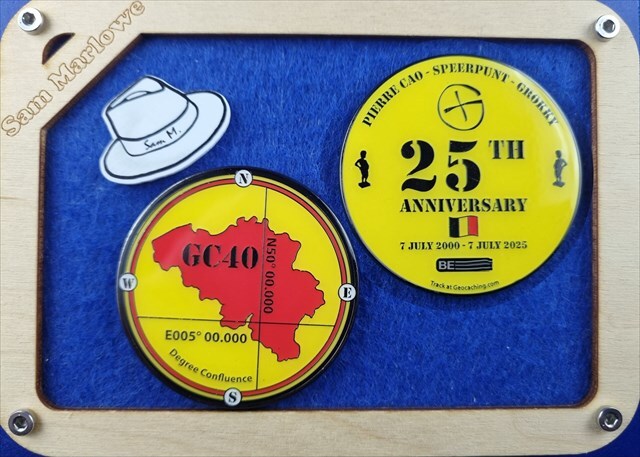 Sam Marlowe
Sam M.
PIERRE CAO - SPEERPUNT - GROKKY
25TH
ANNIVERSARY
7 JULY 2000 - 7 JULY 2025
BE
Track at Geocaching.com
N
GC40
N50° 00.000
W
E
E005° 00.000
Degree Confluence
S